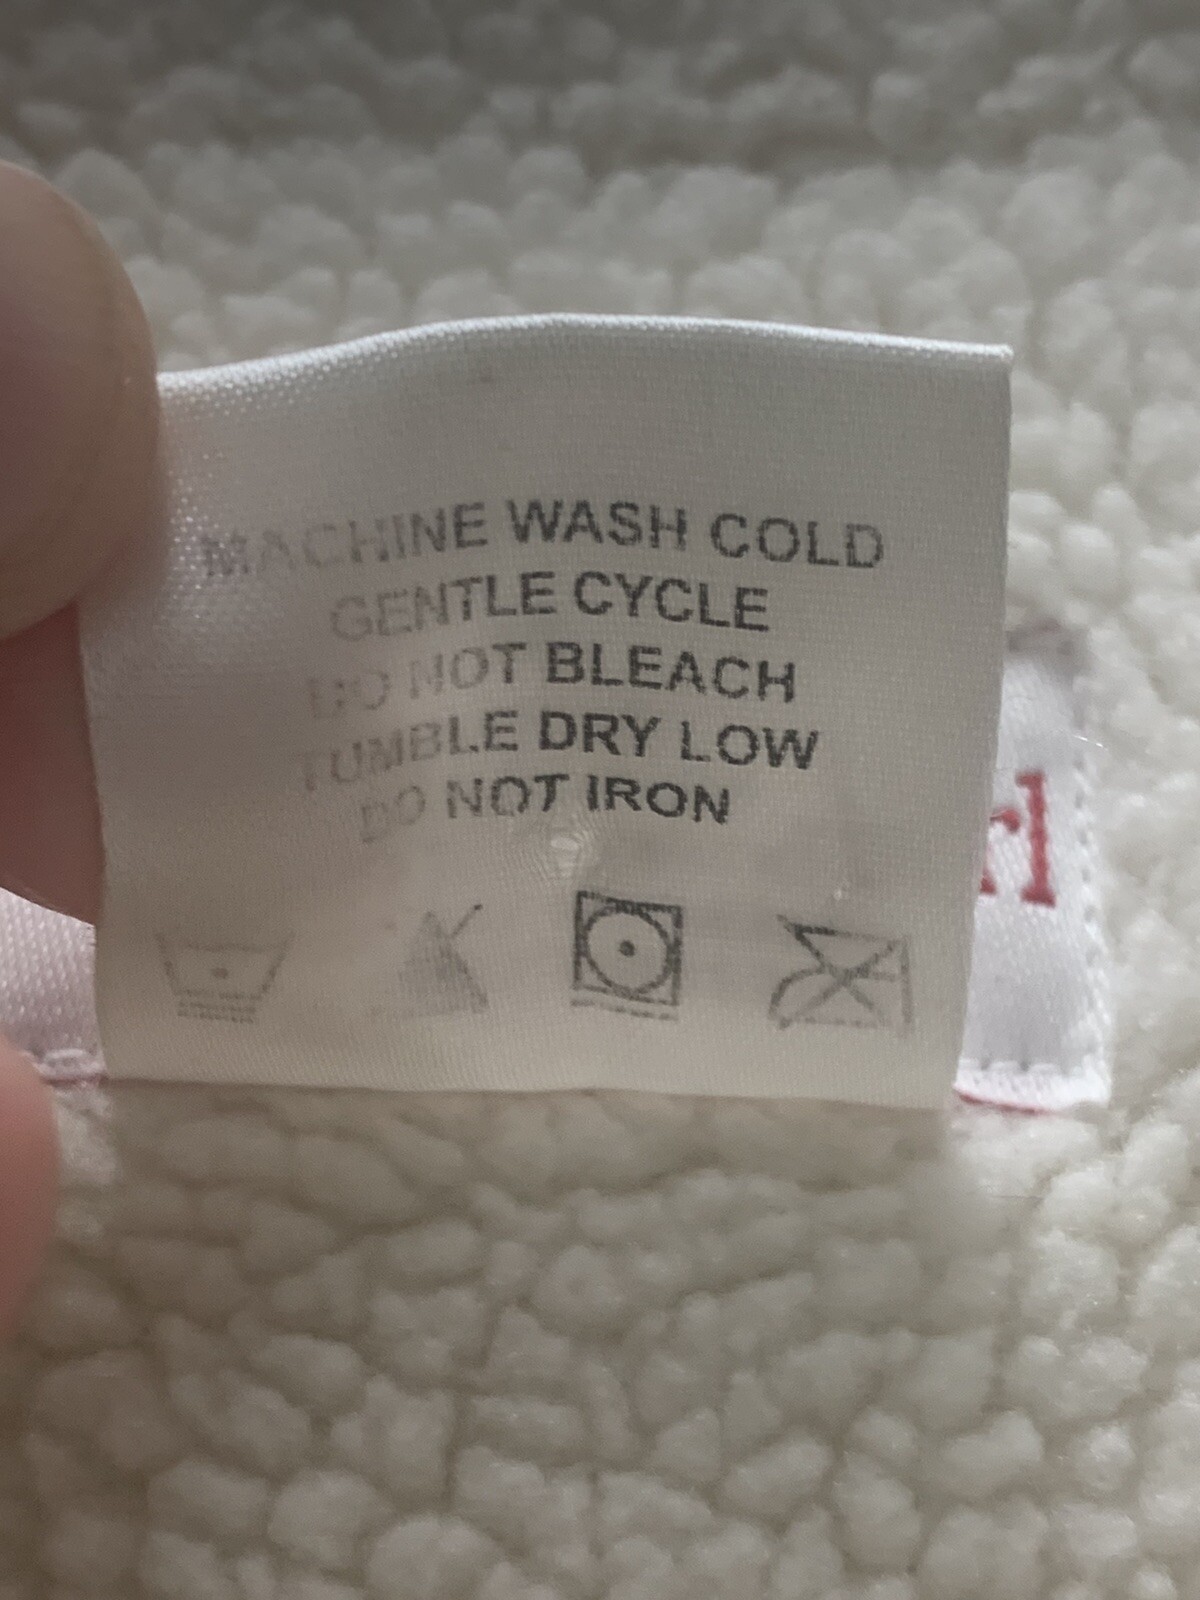 MACHINE WASH COLD
GENTLE CYCLE
DO NOT BLEACH
TUMBLE DRY LOW
DO NOT IRON